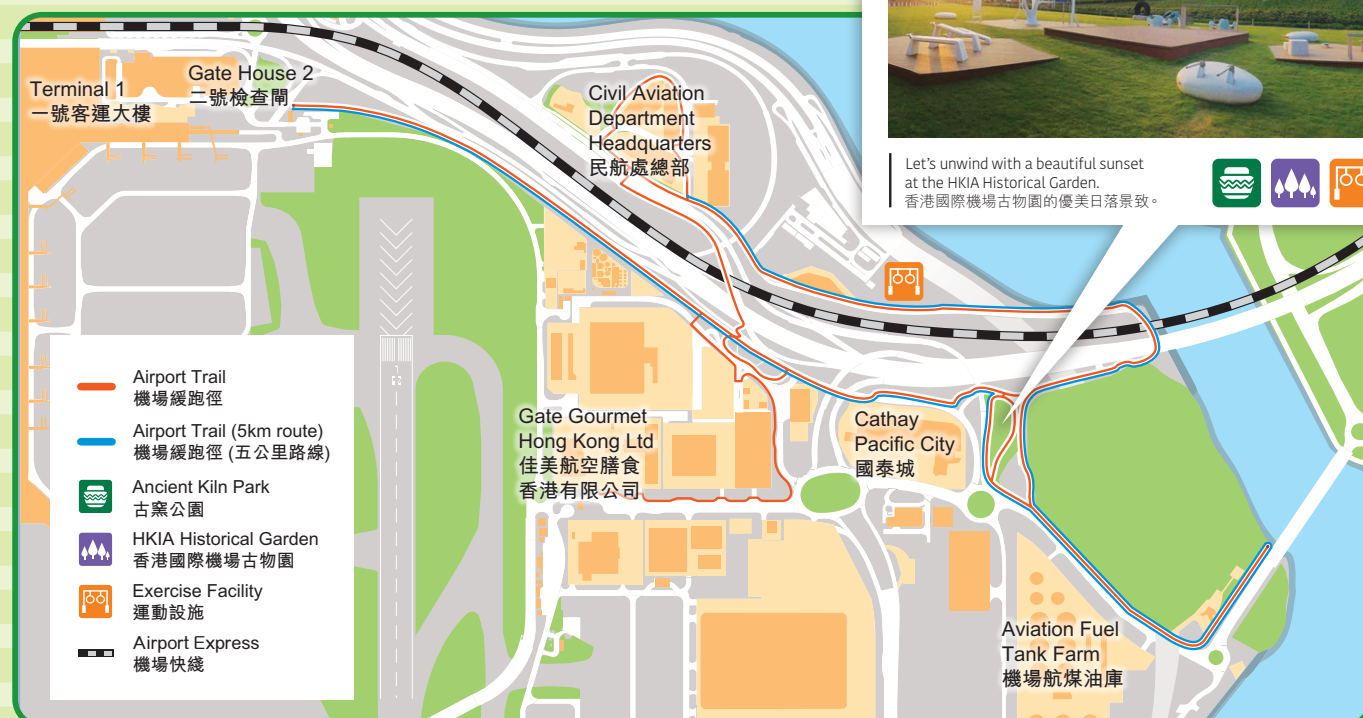 Terminal 1
一號客運大樓
Gate House 2
二號檢查閘
Civil Aviation
Department
Headquarters
民航處總部
Let's unwind with a beautiful sunset
at the HKIA Historical Garden.
香港國際機場古物園的優美日落景致。
Airport Trail
機場緩跑徑
Airport Trail (5km route)
機場緩跑徑 (五公里路線)
Ancient Kiln Park
古窯公園
HKIA Historical Garden
香港國際機場古物園
Exercise Facility
運動設施
Airport Express
機場快綫
Gate Gourmet
Hong Kong Ltd
佳美航空膳食
香港有限公司
Cathay
Pacific City
國泰城
Aviation Fuel
Tank Farm
機場航煤油庫